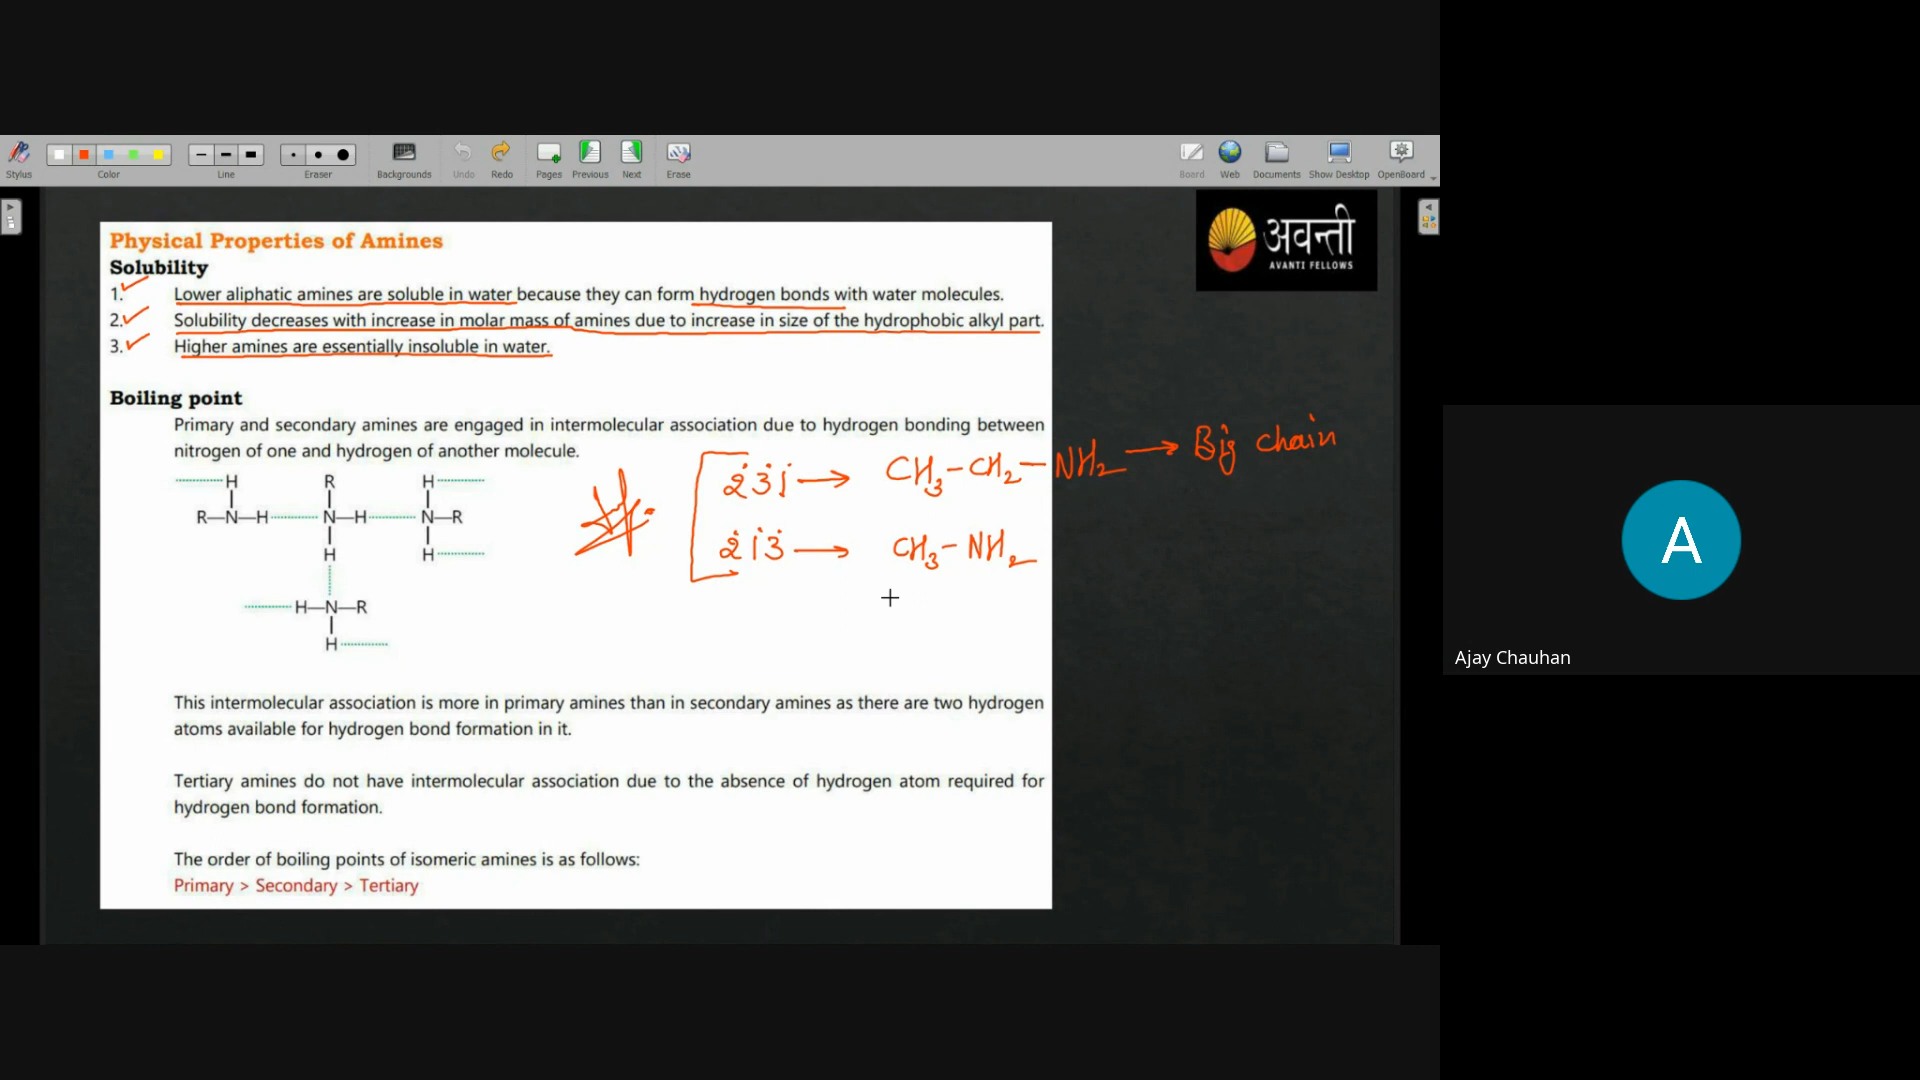 Stylus
Color
Line
Eraser
Backgrounds
Undo
Redo
Pages
Previous
Next
Erase
Board
Web
Documents
Show Desktop
OpenBoard
अवन्ती
AVANTI FELLOWS
Physical Properties of Amines
Solubility
1. Lower aliphatic amines are soluble in water because they can form hydrogen bonds with water molecules.
2. Solubility decreases with increase in molar mass of amines due to increase in size of the hydrophobic alkyl part.
3. Higher amines are essentially insoluble in water.
Boiling point
Primary and secondary amines are engaged in intermolecular association due to hydrogen bonding between
nitrogen of one and hydrogen of another molecule.
H R H
R—N—H N—H N—R
H H
H—N—R
H
2 3 1 → CH3-CH2-NH2 → Big chain
2 1 3 → CH3-NH2
This intermolecular association is more in primary amines than in secondary amines as there are two hydrogen
atoms available for hydrogen bond formation in it.
Tertiary amines do not have intermolecular association due to the absence of hydrogen atom required for
hydrogen bond formation.
The order of boiling points of isomeric amines is as follows:
Primary > Secondary > Tertiary
A
Ajay Chauhan